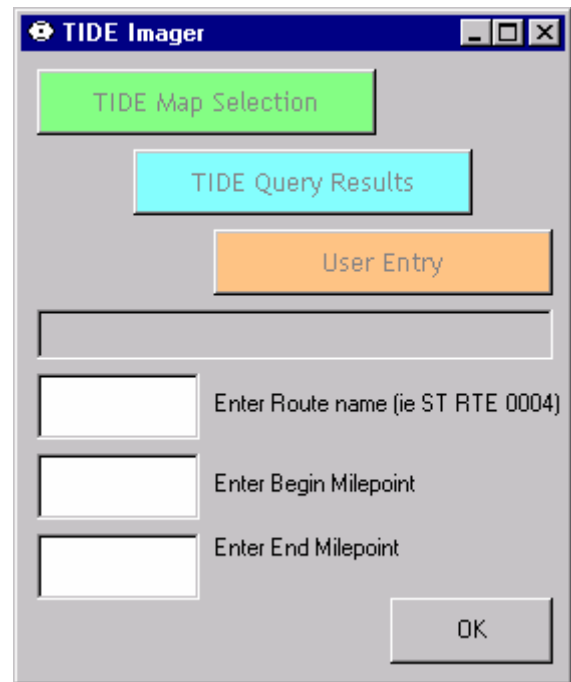 TIDE Imager
TIDE Map Selection
TIDE Query Results
User Entry
Enter Route name (ie ST RTE 0004)
Enter Begin Milepoint
Enter End Milepoint
OK